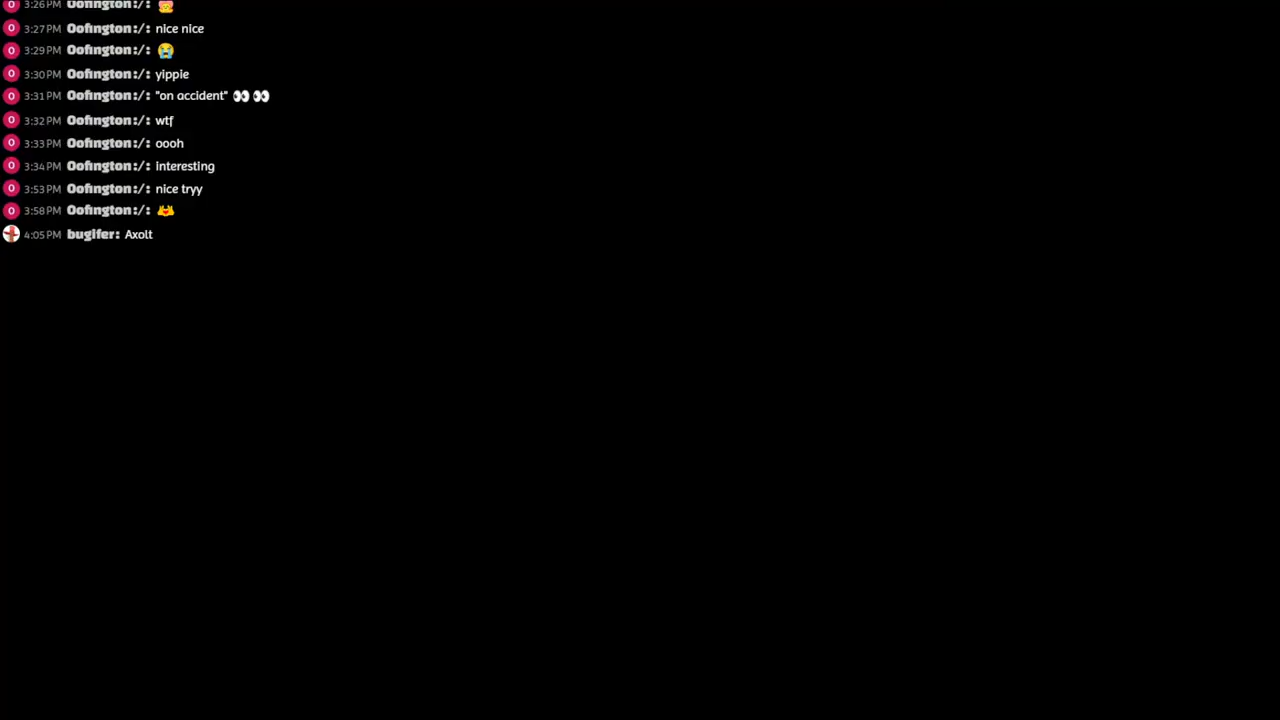 O 3:26 PM Oofington:/:
O 3:27 PM Oofington:/: nice nice
O 3:29 PM Oofington:/: 😭
O 3:30 PM Oofington:/: yippie
O 3:31 PM Oofington:/: "on accident" 👀 👀
O 3:32 PM Oofington:/: wtf
O 3:33 PM Oofington:/: oooh
O 3:34 PM Oofington:/: interesting
O 3:53 PM Oofington:/: nice tryy
O 3:58 PM Oofington:/:
4:05 PM bugifer: Axolt